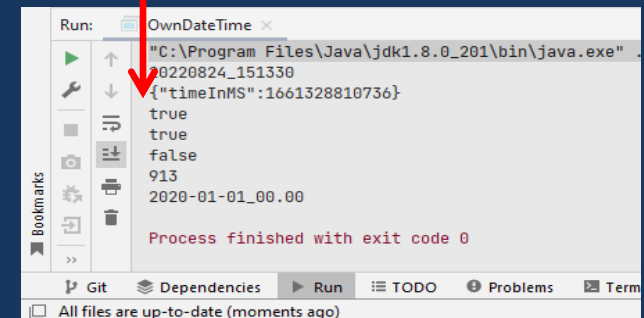 Run: OwnDateTime ×
"C:\Program Files\Java\jdk1.8.0_201\bin\java.exe" .
20220824_151330
{"timeInMS":1661328810736}
true
true
false
913
2020-01-01_00.00
Process finished with exit code 0
Bookmarks
>>
Git Dependencies Run TODO Problems Term
All files are up-to-date (moments ago)